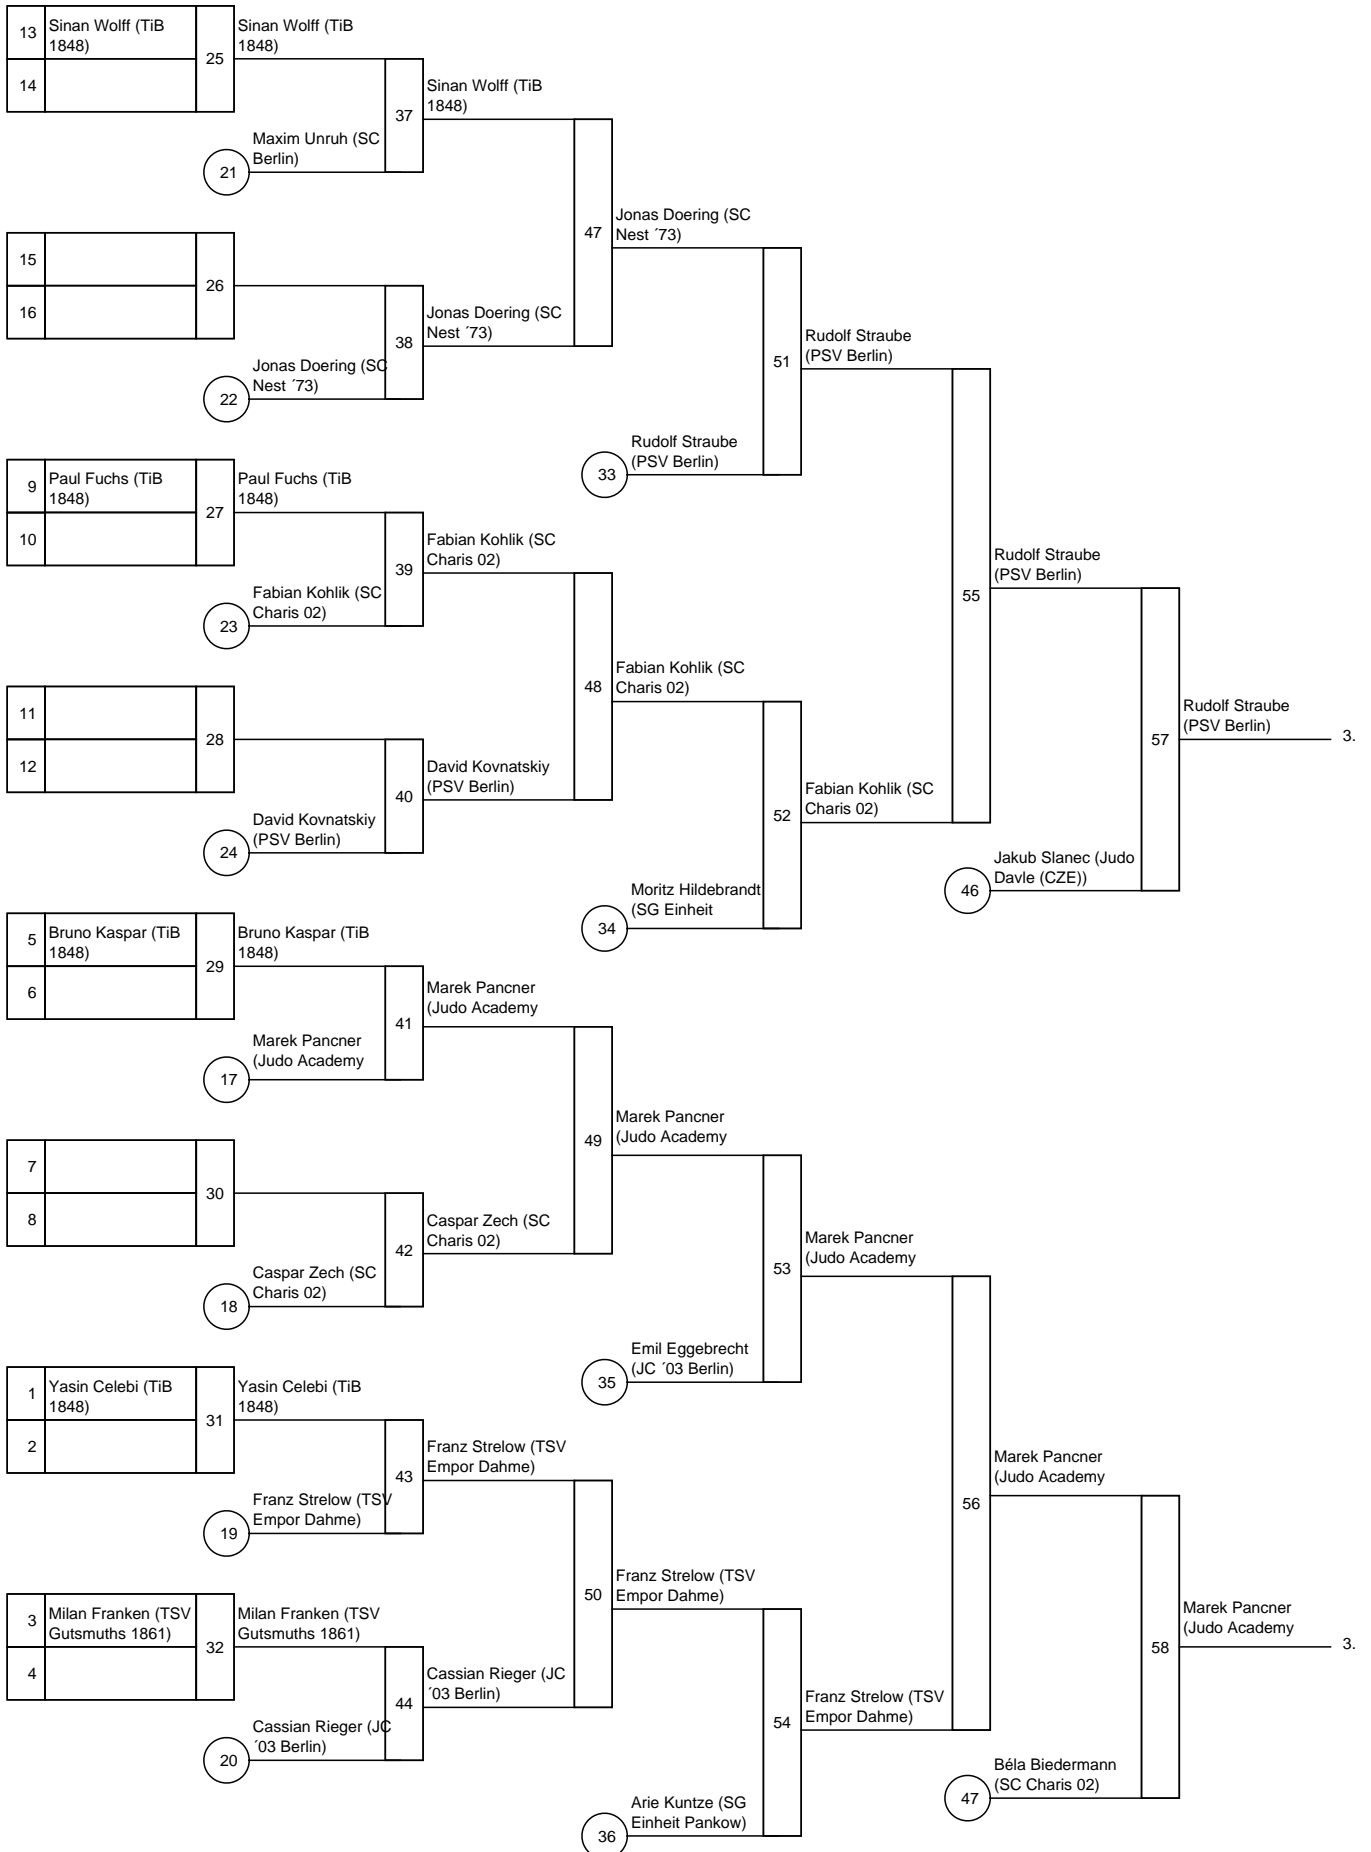 13
Sinan Wolff (TiB
1848)
14
25
Sinan Wolff (TiB
1848)
21
Maxim Unruh (SC
Berlin)
37
Sinan Wolff (TiB
1848)
15
16
26
22
Jonas Doering (SC
Nest ´73)
38
Jonas Doering (SC
Nest ´73)
47
Jonas Doering (SC
Nest ´73)
33
Rudolf Straube
(PSV Berlin)
51
Rudolf Straube
(PSV Berlin)
9
Paul Fuchs (TiB
1848)
10
27
Paul Fuchs (TiB
1848)
23
Fabian Kohlik (SC
Charis 02)
39
Fabian Kohlik (SC
Charis 02)
11
12
28
24
David Kovnatskiy
(PSV Berlin)
40
David Kovnatskiy
(PSV Berlin)
48
Fabian Kohlik (SC
Charis 02)
34
Moritz Hildebrandt
(SG Einheit
52
Fabian Kohlik (SC
Charis 02)
55
Rudolf Straube
(PSV Berlin)
46
Jakub Slanec (Judo
Davle (CZE))
57
Rudolf Straube
(PSV Berlin)
3.
5
Bruno Kaspar (TiB
1848)
6
29
Bruno Kaspar (TiB
1848)
17
Marek Pancner
(Judo Academy
41
Marek Pancner
(Judo Academy
7
8
30
18
Caspar Zech (SC
Charis 02)
42
Caspar Zech (SC
Charis 02)
49
Marek Pancner
(Judo Academy
35
Emil Eggebrecht
(JC ´03 Berlin)
53
Marek Pancner
(Judo Academy
1
Yasin Celebi (TiB
1848)
2
31
Yasin Celebi (TiB
1848)
19
Franz Strelow (TSV
Empor Dahme)
43
Franz Strelow (TSV
Empor Dahme)
3
Milan Franken (TSV
Gutsmuths 1861)
4
32
Milan Franken (TSV
Gutsmuths 1861)
20
Cassian Rieger (JC
´03 Berlin)
44
Cassian Rieger (JC
´03 Berlin)
50
Franz Strelow (TSV
Empor Dahme)
36
Arie Kuntze (SG
Einheit Pankow)
54
Franz Strelow (TSV
Empor Dahme)
56
Marek Pancner
(Judo Academy
47
Béla Biedermann
(SC Charis 02)
58
Marek Pancner
(Judo Academy
3.